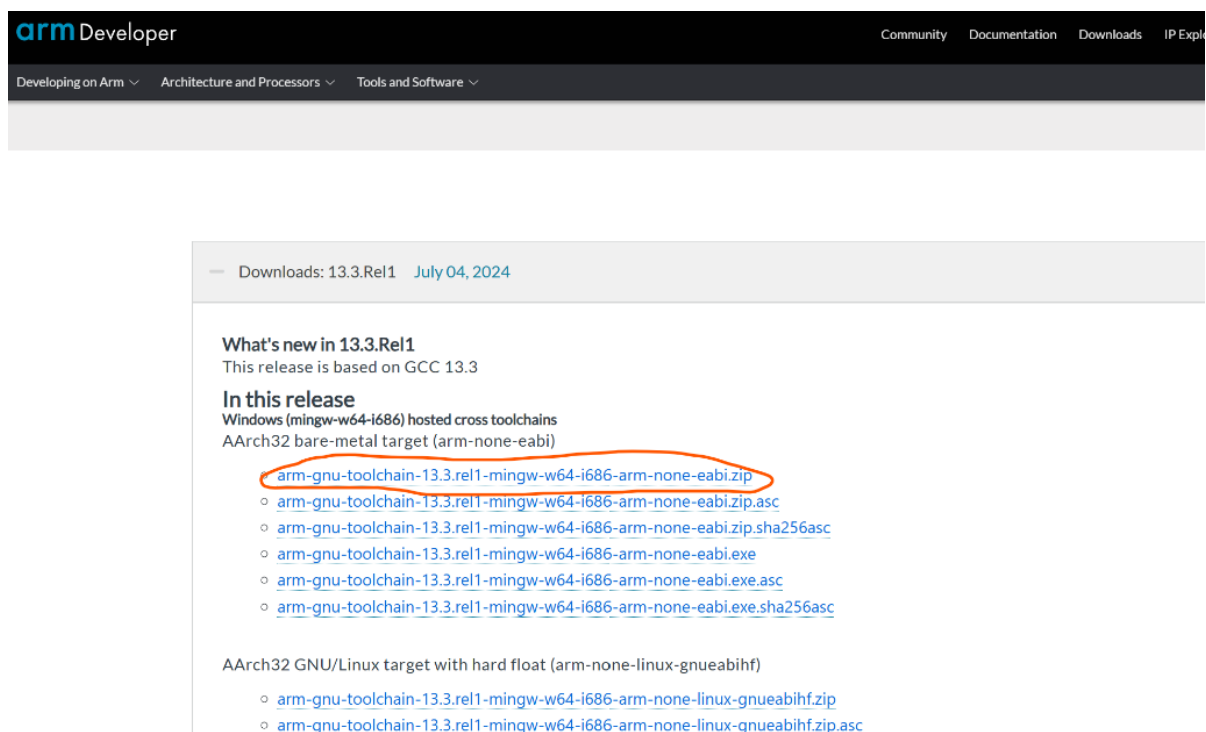 arm Developer
Community Documentation Downloads IP Explo
Developing on Arm Architecture and Processors Tools and Software
Downloads: 13.3.Rel1 July 04, 2024
What's new in 13.3.Rel1
This release is based on GCC 13.3
In this release
Windows (mingw-w64-i686) hosted cross toolchains
AArch32 bare-metal target (arm-none-eabi)
arm-gnu-toolchain-13.3.rel1-mingw-w64-i686-arm-none-eabi.zip
arm-gnu-toolchain-13.3.rel1-mingw-w64-i686-arm-none-eabi.zip.asc
arm-gnu-toolchain-13.3.rel1-mingw-w64-i686-arm-none-eabi.zip.sha256asc
arm-gnu-toolchain-13.3.rel1-mingw-w64-i686-arm-none-eabi.exe
arm-gnu-toolchain-13.3.rel1-mingw-w64-i686-arm-none-eabi.exe.asc
arm-gnu-toolchain-13.3.rel1-mingw-w64-i686-arm-none-eabi.exe.sha256asc
AArch32 GNU/Linux target with hard float (arm-none-linux-gnueabihf)
arm-gnu-toolchain-13.3.rel1-mingw-w64-i686-arm-none-linux-gnueabihf.zip
arm-gnu-toolchain-13.3.rel1-mingw-w64-i686-arm-none-linux-gnueabihf.zip.asc